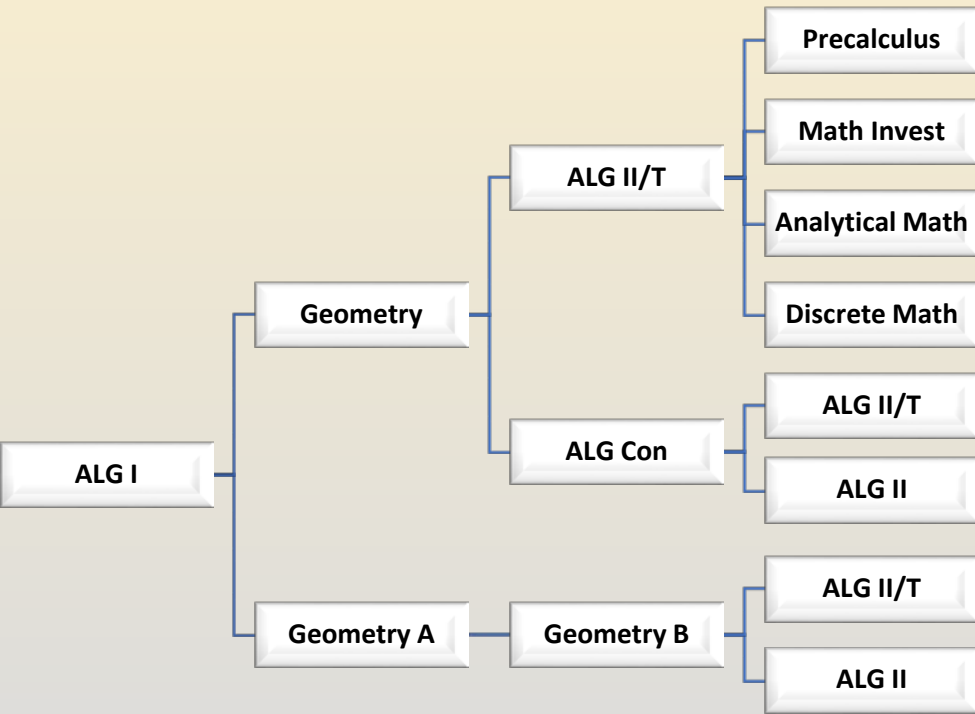 Precalculus
Math Invest
ALG II/T
Analytical Math
Geometry
Discrete Math
ALG II/T
ALG Con
ALG I
ALG II
ALG II/T
Geometry A
Geometry B
ALG II